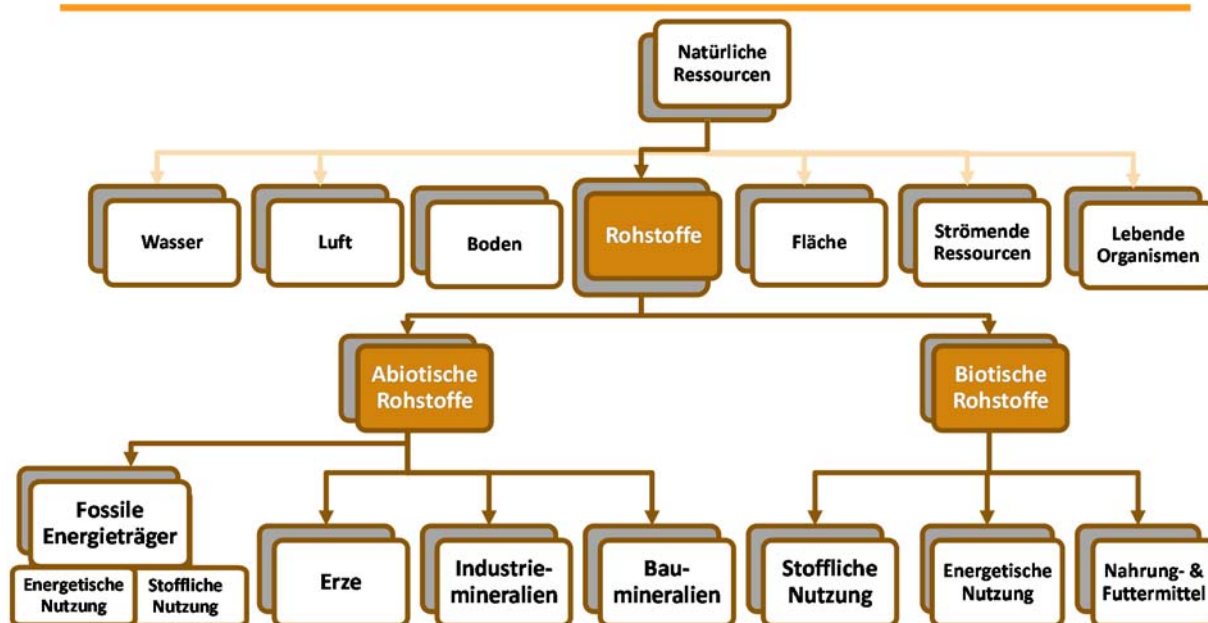 Natürliche
Ressourcen
Wasser
Luft
Boden
Rohstoffe
Fläche
Strömende
Ressourcen
Lebende
Organismen
Abiotische
Rohstoffe
Biotische
Rohstoffe
Fossile
Energieträger
Energetische
Nutzung
Stoffliche
Nutzung
Erze
Industrie-
mineralien
Bau-
mineralien
Stoffliche
Nutzung
Energetische
Nutzung
Nahrung- &
Futtermittel